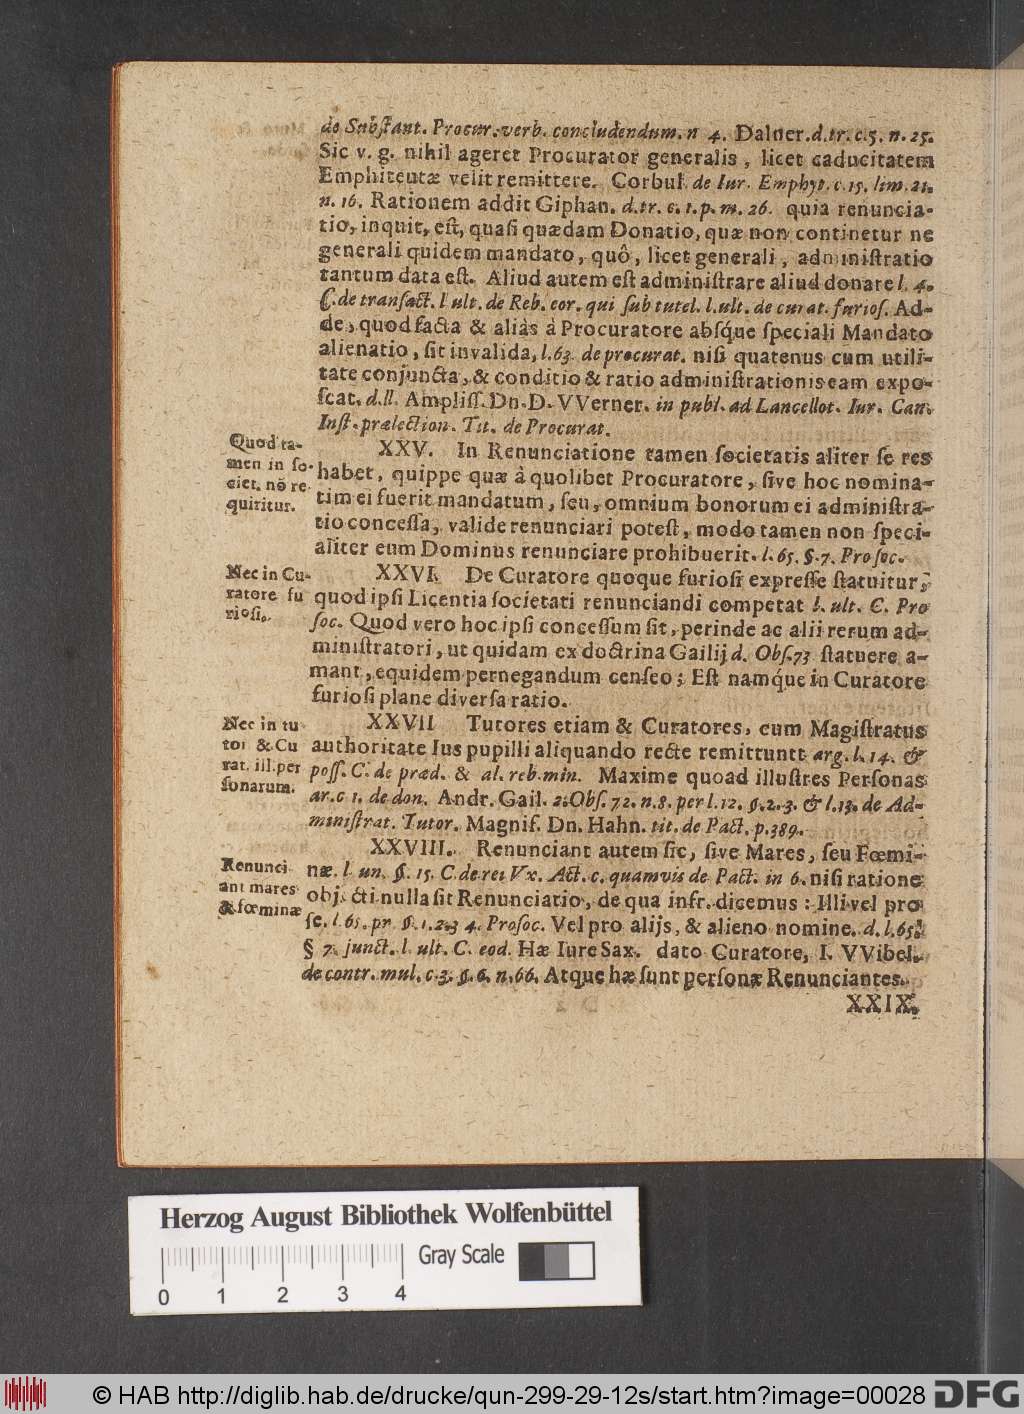 de Subſtant. Procur. verb. concludendum. n 4. Dalner. d. tr. c. 5. n. 25.
Sic v. g. nihil ageret Procurator generalis, licet caducitatem
Emphiteutæ velit remittere. Corbul. de Iur. Emphyt. c. 15. lim. 21.
n. 16. Rationem addit Giphan. d. tr. c. 1. p. m. 26. quia renuncia-
tio, inquit, eſt, quaſi quædam Donatio, quæ non continetur ne
generali quidem mandato, quô, licet generali, adminiſtratio
tantum data eſt. Aliud autem eſt adminiſtrare aliud donare l. 4.
C. de tranſact. l ult. de Reb. eor. qui ſub tutel. l. ult. de curat. furioſ. Ad-
de, quod facta & aliàs à Procuratore absque ſpeciali Mandato
alienatio, ſit invalida, l. 63. de procurat. niſi quatenus cum utili-
tate conjuncta, & conditio & ratio adminiſtrationis eam expo-
ſcat. d. ll. Ampliſſ. Dn. D. VVerner. in publ. ad Lancellot. Iur. Can.
Inſt. prælection. Tit. de Procurat.
Quod ta-
men in ſo-
ciet. nō re
quiritur.
XXV. In Renunciatione tamen ſocietatis aliter ſe res
habet, quippe quæ à quolibet Procuratore, ſive hoc nomina-
tim ei fuerit mandatum, ſeu, omnium bonorum ei adminiſtra-
tio conceſſa, valide renunciari poteſt, modo tamen non ſpeci-
aliter eum Dominus renunciare prohibuerit. l. 65. §. 7. Pro ſoc.
Nec in Cu-
ratore fu
rioſi.
XXVI. De Curatore quoque furioſi expreſſe ſtatuitur,
quod ipſi Licentia ſocietati renunciandi competat l. ult. C. Pro
ſoc. Quod vero hoc ipſi conceſſum ſit, perinde ac alii rerum ad-
miniſtratori, ut quidam ex doctrina Gailij d. Obſ. 73 ſtatuere a-
mant, equidem pernegandum cenſeo; Eſt namque in Curatore
furioſi plane diverſa ratio.
Nec in tu
tor & Cu
rat. ill. per
ſonarum.
XXVII Tutores etiam & Curatores, cum Magiſtratus
authoritate Ius pupilli aliquando recte remittunt arg. l. 14. &
poſſ. C. de præd. & al. reb. min. Maxime quoad illuſtres Perſonas
ar. c 1. de don. Andr. Gail. 2. Obſ. 72. n. 8. per l. 12. §. 2. 3. & l. 13. de Ad-
miniſtrat. Tutor. Magnif. Dn. Hahn. tit. de Pact. p. 389.
Renunci-
ant mares
& fœminæ
XXVIII. Renunciant autem ſic, ſive Mares, ſeu Fœmi-
næ. l. un. §. 15. C. de rei Vx. Act. c. quamvis de Pact. in 6. niſi ratione
objecti nulla ſit Renunciatio, de qua infr. dicemus: Illi vel pro
ſe. l. 65. pr. §. 1. 2. 3 4. Pro ſoc. Vel pro alijs, & alieno nomine. d. l. 65.
§ 7. junct. l. ult. C. eod. Hæ Iure Sax. dato Curatore, I. VVibel.
de contr. mul. c. 3. §. 6. n. 66. Atque hæ ſunt perſonæ Renunciantes.
XXIX.
Herzog August Bibliothek Wolfenbüttel
Gray Scale
0 1 2 3 4
© HAB http://diglib.hab.de/drucke/qun-299-29-12s/start.htm?image=00028 DFG